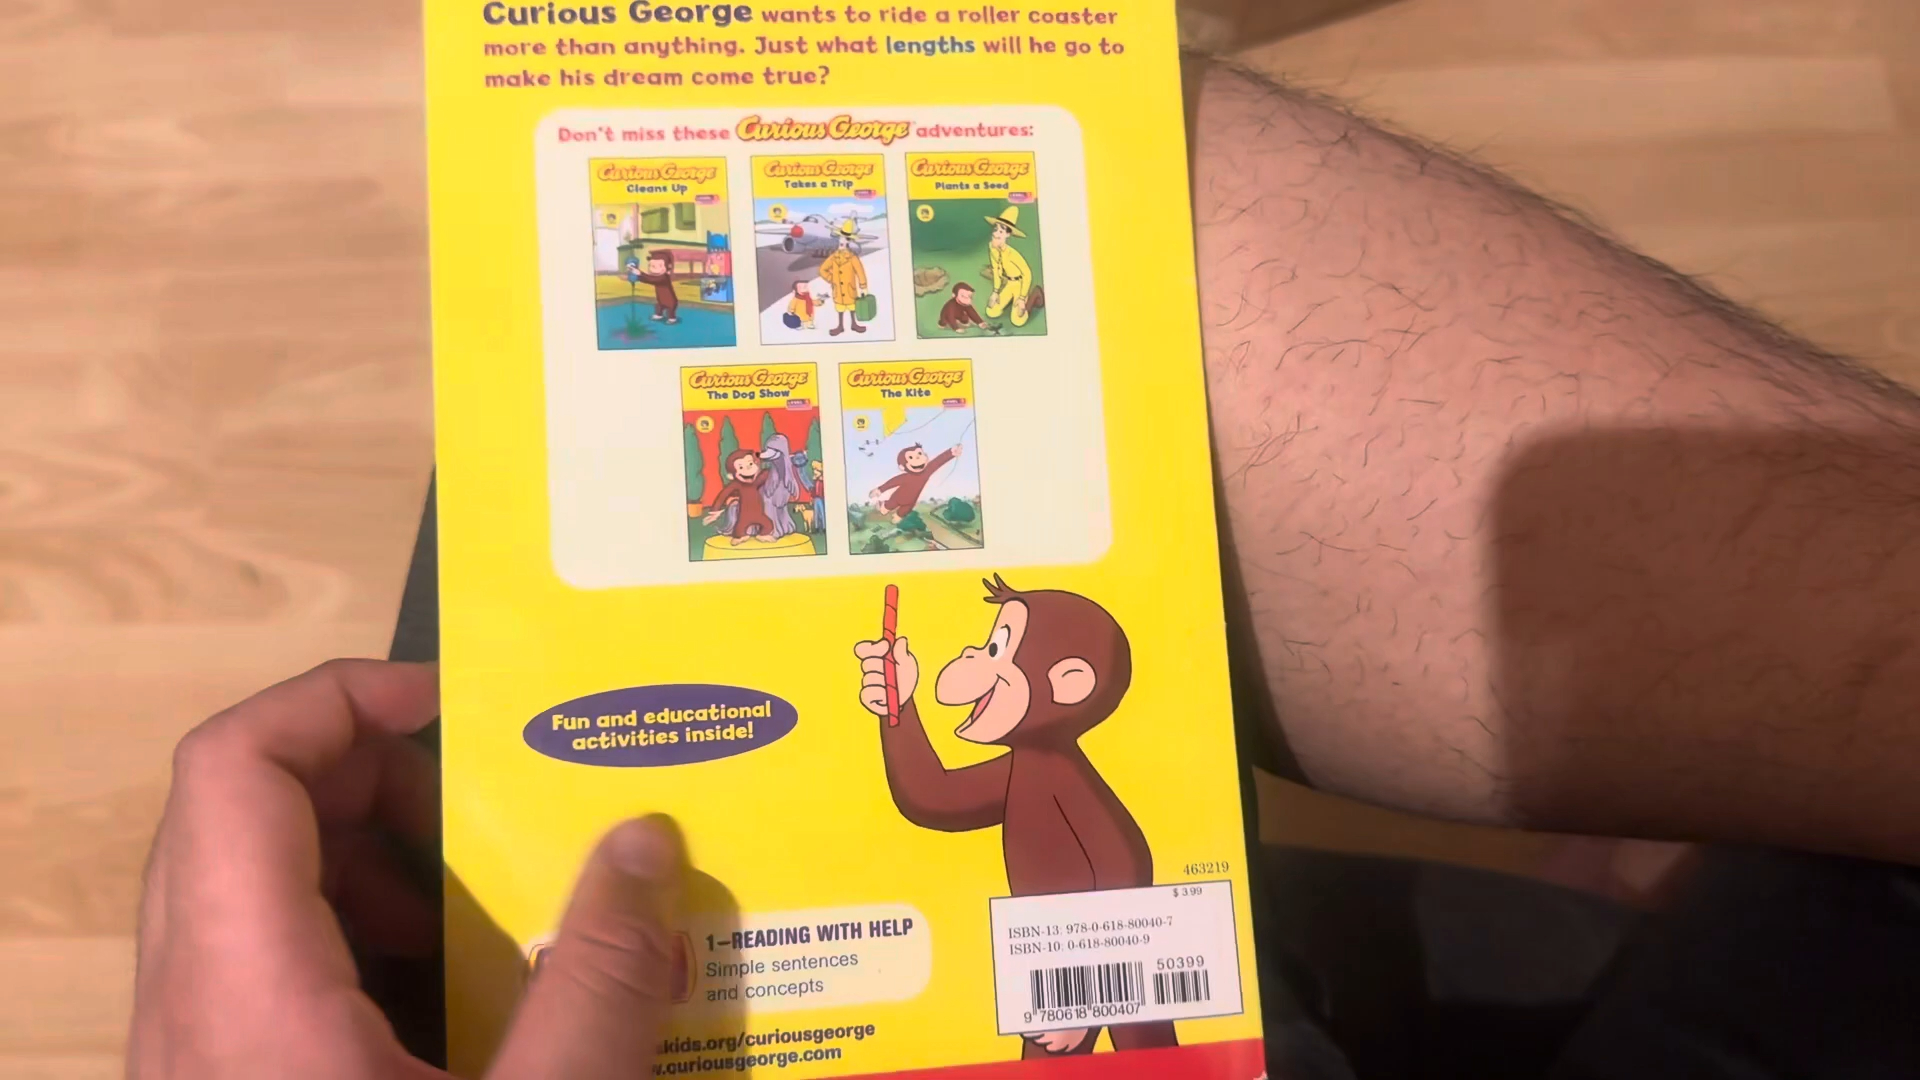 Curious George wants to ride a roller coaster
more than anything. Just what lengths will he go to
make his dream come true?
Don't miss these Curious George adventures:
Curious George
Cleans Up
Curious George
Takes a Trip
Curious George
Plants a Seed
Curious George
The Dog Show
LEVEL
Curious George
The Kite
LEVEL
Fun and educational
activities inside!
463219
$ 3.99
ISBN-13: 978-0-618-80040-7
ISBN-10: 0-618-80040-9
50399
9 780618 800407
1–READING WITH HELP
Simple sentences
and concepts
kids.org/curiousgeorge
.curiousgeorge.com